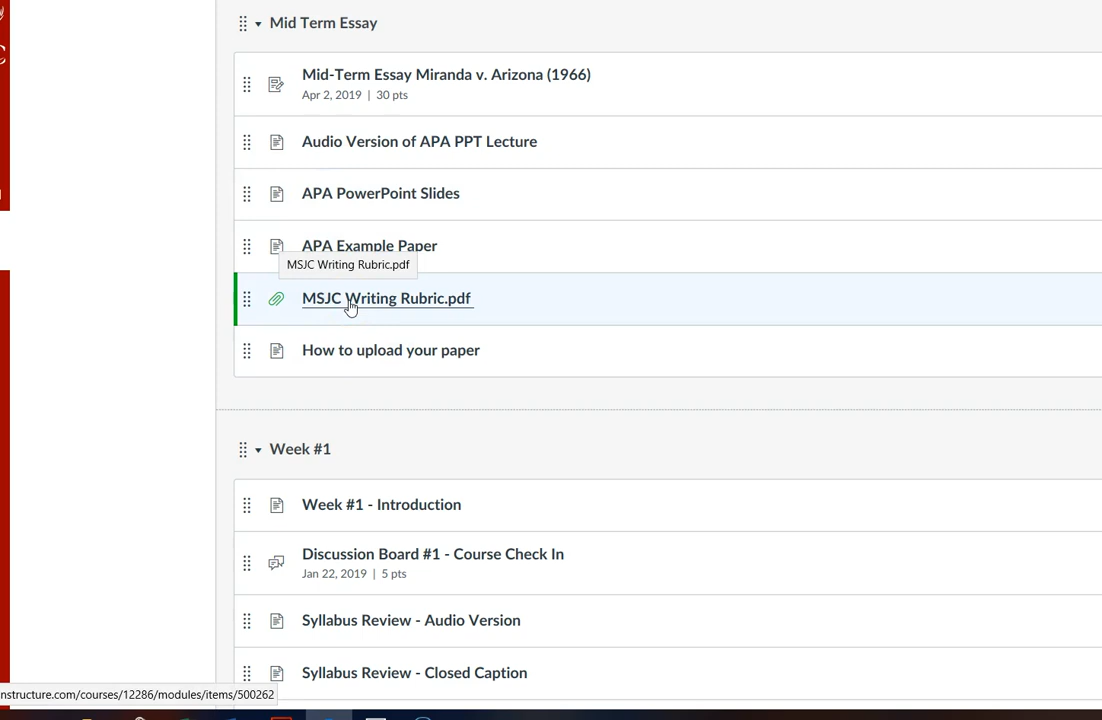 Mid Term Essay
Mid-Term Essay Miranda v. Arizona (1966)
Apr 2, 2019 | 30 pts
Audio Version of APA PPT Lecture
APA PowerPoint Slides
APA Example Paper
MSJC Writing Rubric.pdf
MSJC Writing Rubric.pdf
How to upload your paper
Week #1
Week #1 - Introduction
Discussion Board #1 - Course Check In
Jan 22, 2019 | 5 pts
Syllabus Review - Audio Version
Syllabus Review - Closed Caption
nstructure.com/courses/12286/modules/items/500262